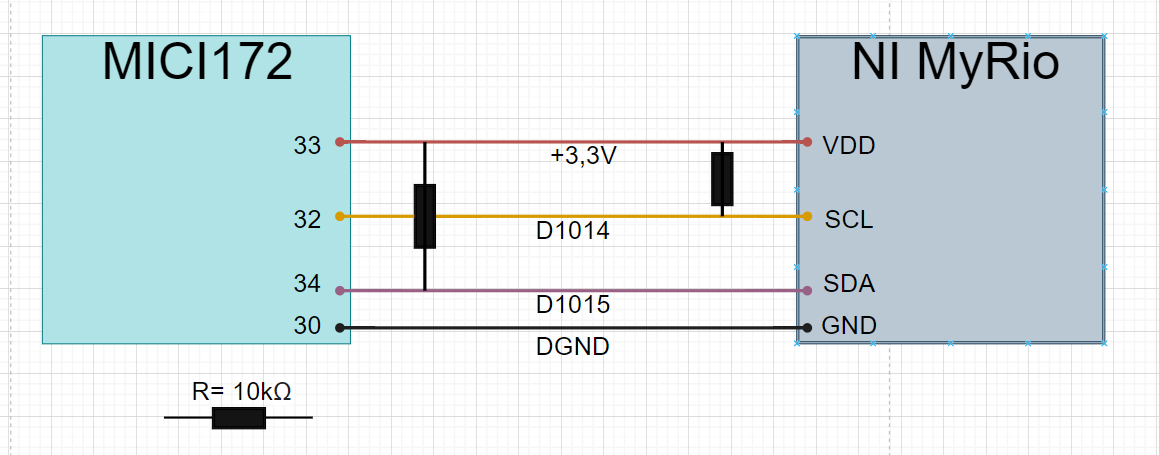 MICI172
NI MyRio
33
+3,3V
VDD
32
D1014
SCL
34
D1015
SDA
30
DGND
GND
R= 10kΩ